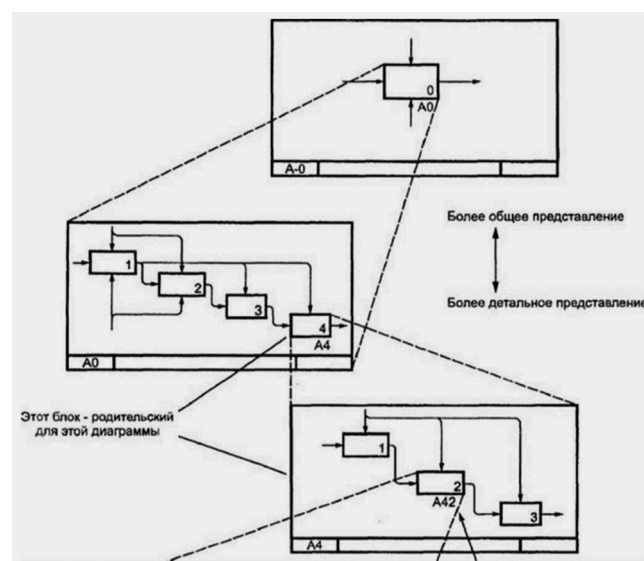 0
A0
A-0
Более общее представление
Более детальное представление
1
2
3
4
A4
A0
Этот блок - родительский
для этой диаграммы
1
2
A42
3
A4